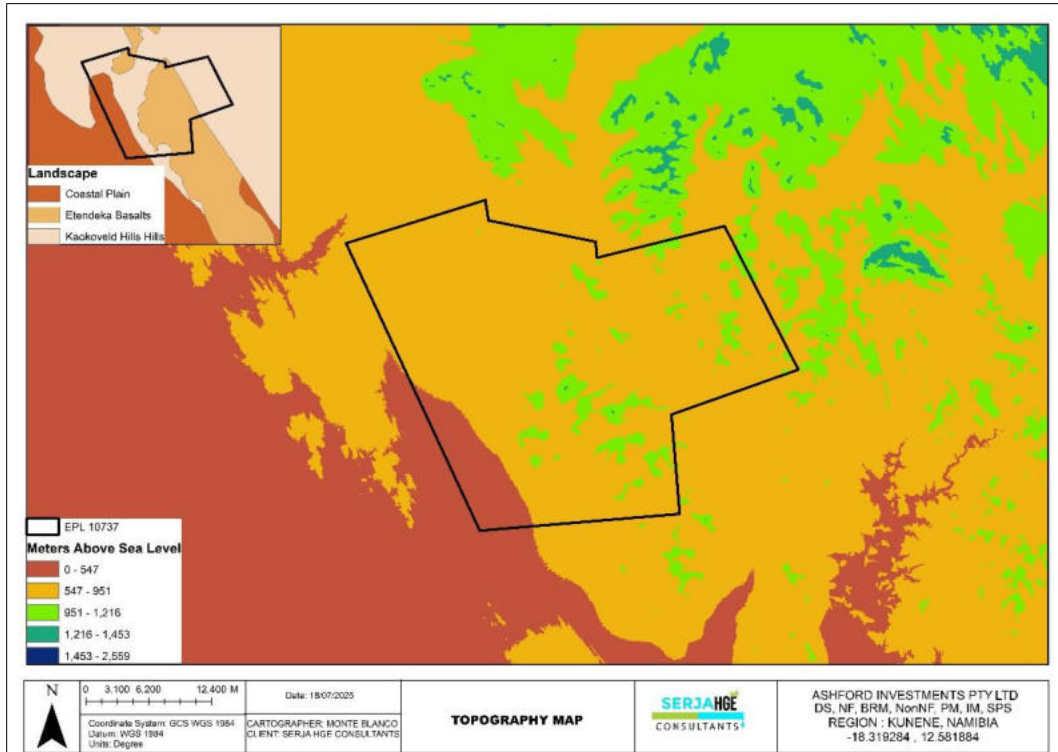 Landscape
Coastal Plain
Etendeka Basalts
Kaokoveld Hills Hills
EPL 10737
Meters Above Sea Level
0 - 547
547 - 951
951 - 1,216
1,216 - 1,453
1,453 - 2,559
N
0 3.100 6.200 12.400 M
Coordinate System: GCS WGS 1984
Datum: WGS 1984
Units: Degree
Date: 18/07/2025
CARTOGRAPHER: MONTE BLANCO
CLIENT: SERJA HGE CONSULTANTS
TOPOGRAPHY MAP
SERJA HGE
CONSULTANTS
ASHFORD INVESTMENTS PTY LTD
DS, NF, BRM, NonNF, PM, IM, SPS
REGION : KUNENE, NAMIBIA
-18.319284 , 12.581884